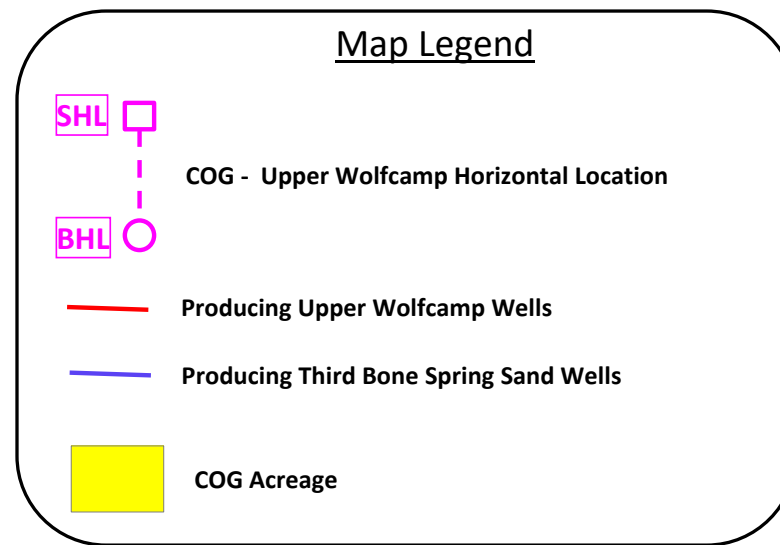 Map Legend
SHL
COG - Upper Wolfcamp Horizontal Location
BHL
Producing Upper Wolfcamp Wells
Producing Third Bone Spring Sand Wells
COG Acreage